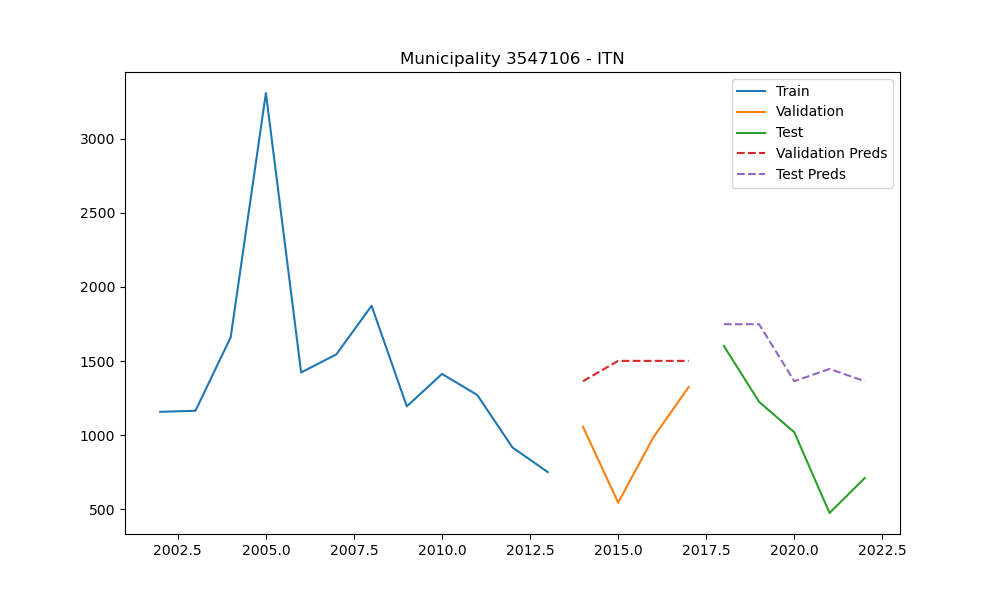 Municipality 3547106 - ITN
Train
Validation
Test
Validation Preds
Test Preds
3000
2500
2000
1500
1000
500
2002.5 2005.0 2007.5 2010.0 2012.5 2015.0 2017.5 2020.0 2022.5